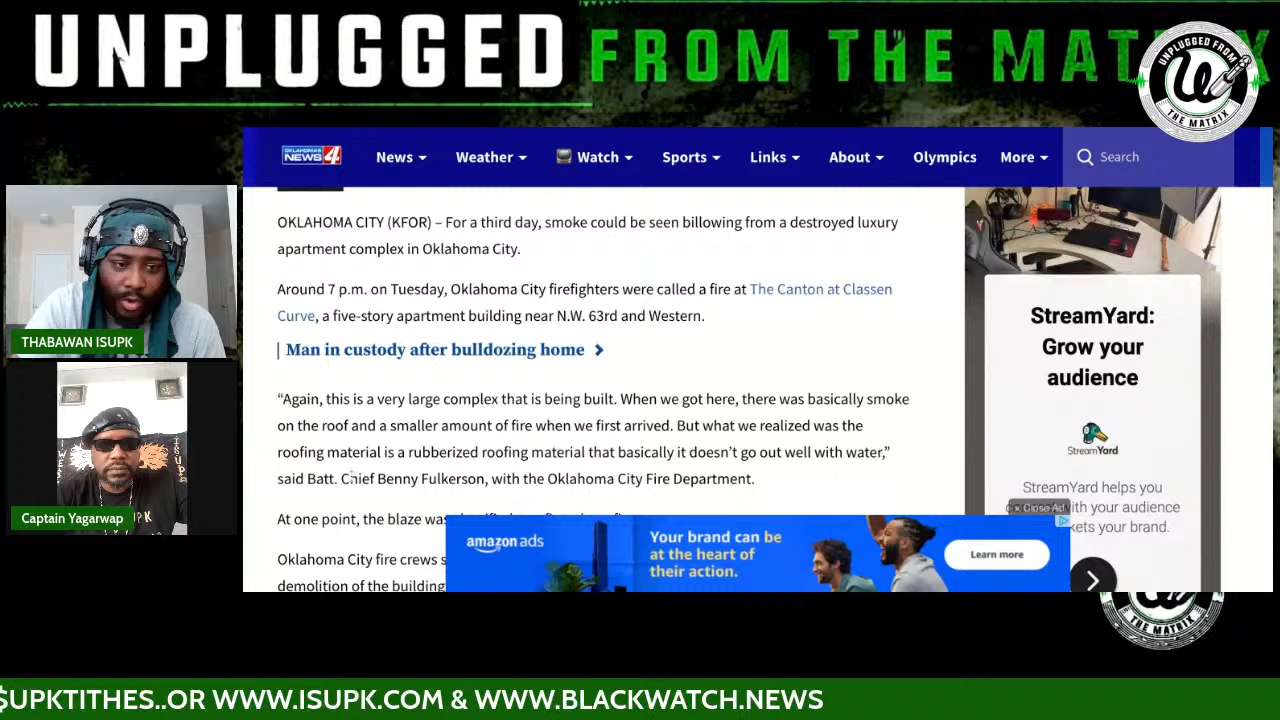 UNPLUGGED FROM THE MATRIX
UNPLUGGED FROM
THE MATRIX
OKLAHOMA'S
NEWS 4
News
Weather
Watch
Sports
Links
About
Olympics
More
Search
OKLAHOMA CITY (KFOR) – For a third day, smoke could be seen billowing from a destroyed luxury
apartment complex in Oklahoma City.
Around 7 p.m. on Tuesday, Oklahoma City firefighters were called a fire at The Canton at Classen
Curve, a five-story apartment building near N.W. 63rd and Western.
Man in custody after bulldozing home
“Again, this is a very large complex that is being built. When we got here, there was basically smoke
on the roof and a smaller amount of fire when we first arrived. But what we realized was the
roofing material is a rubberized roofing material that basically it doesn’t go out well with water,”
said Batt. Chief Benny Fulkerson, with the Oklahoma City Fire Department.
At one point, the blaze was
Oklahoma City fire crews s
demolition of the building
THABAWAN ISUPK
Captain Yagarwap
StreamYard:
Grow your
audience
StreamYard
StreamYard helps you
with your audience
kets your brand.
× Close Ad
amazon ads
Your brand can be
at the heart of
their action.
Learn more
THE MATRIX
$UPKTITHES..OR WWW.ISUPK.COM & WWW.BLACKWATCH.NEWS